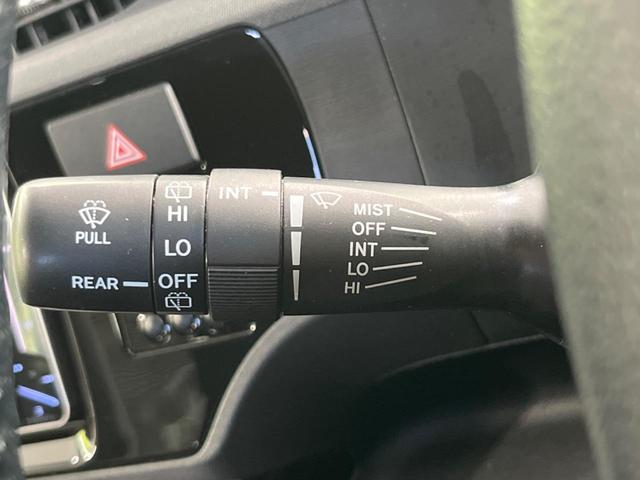 PULL
REAR
HI
LO
OFF
INT
MIST
OFF
INT
LO
HI